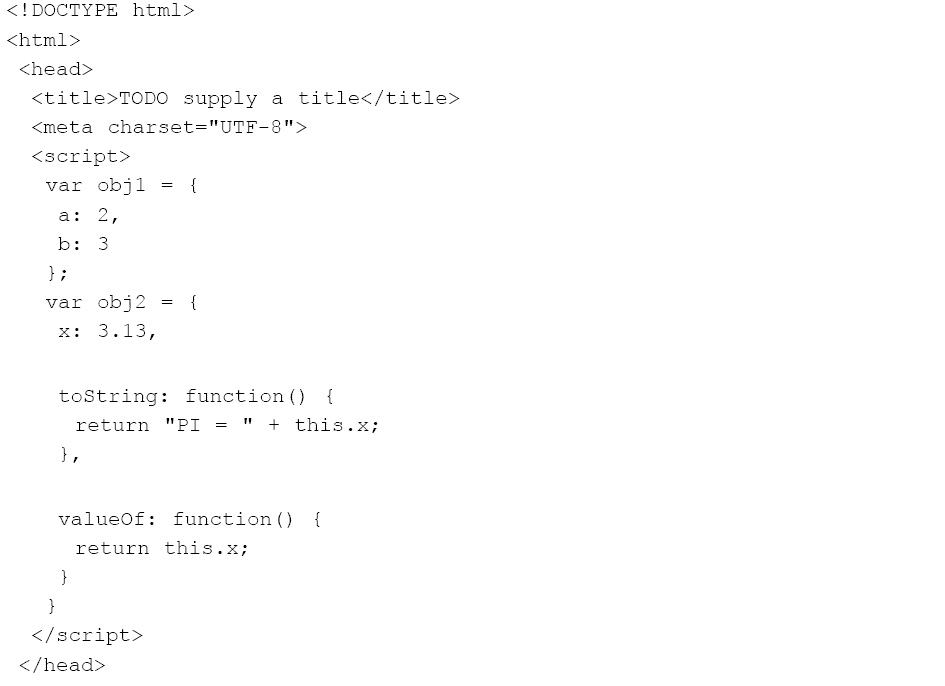 <!DOCTYPE html>
<html>
<head>
<title>TODO supply a title</title>
<meta charset="UTF-8">
<script>
var obj1 = {
a: 2,
b: 3
};
var obj2 = {
x: 3.13,
toString: function() {
return "PI = " + this.x;
},
valueOf: function() {
return this.x;
}
}
</script>
</head>